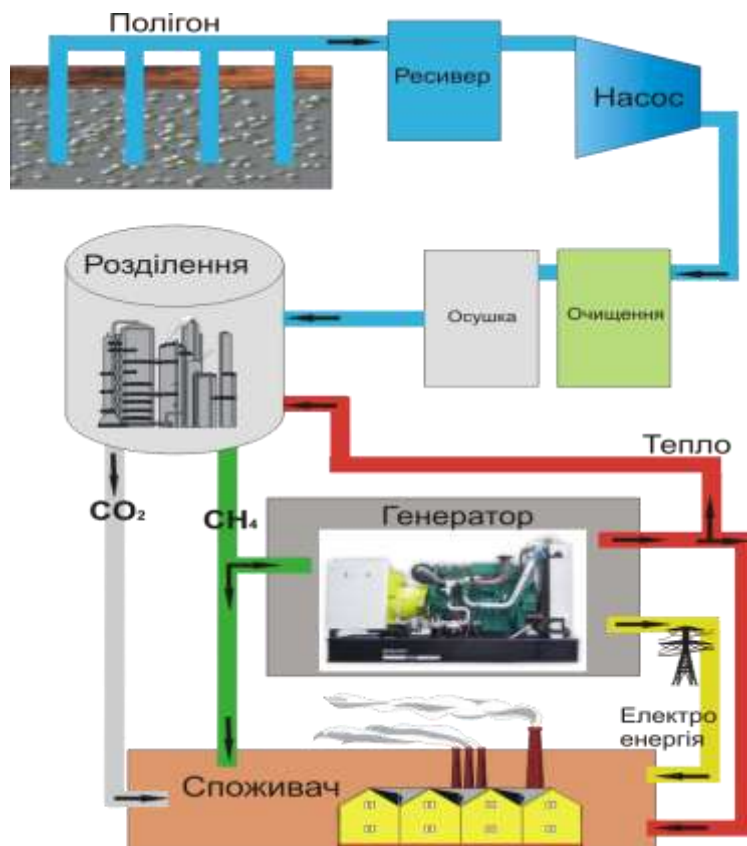 Полігон
Ресивер
Насос
Розділення
Осушка
Очищення
Тепло
CO₂
CH₄
Генератор
Електро
енергія
Споживач